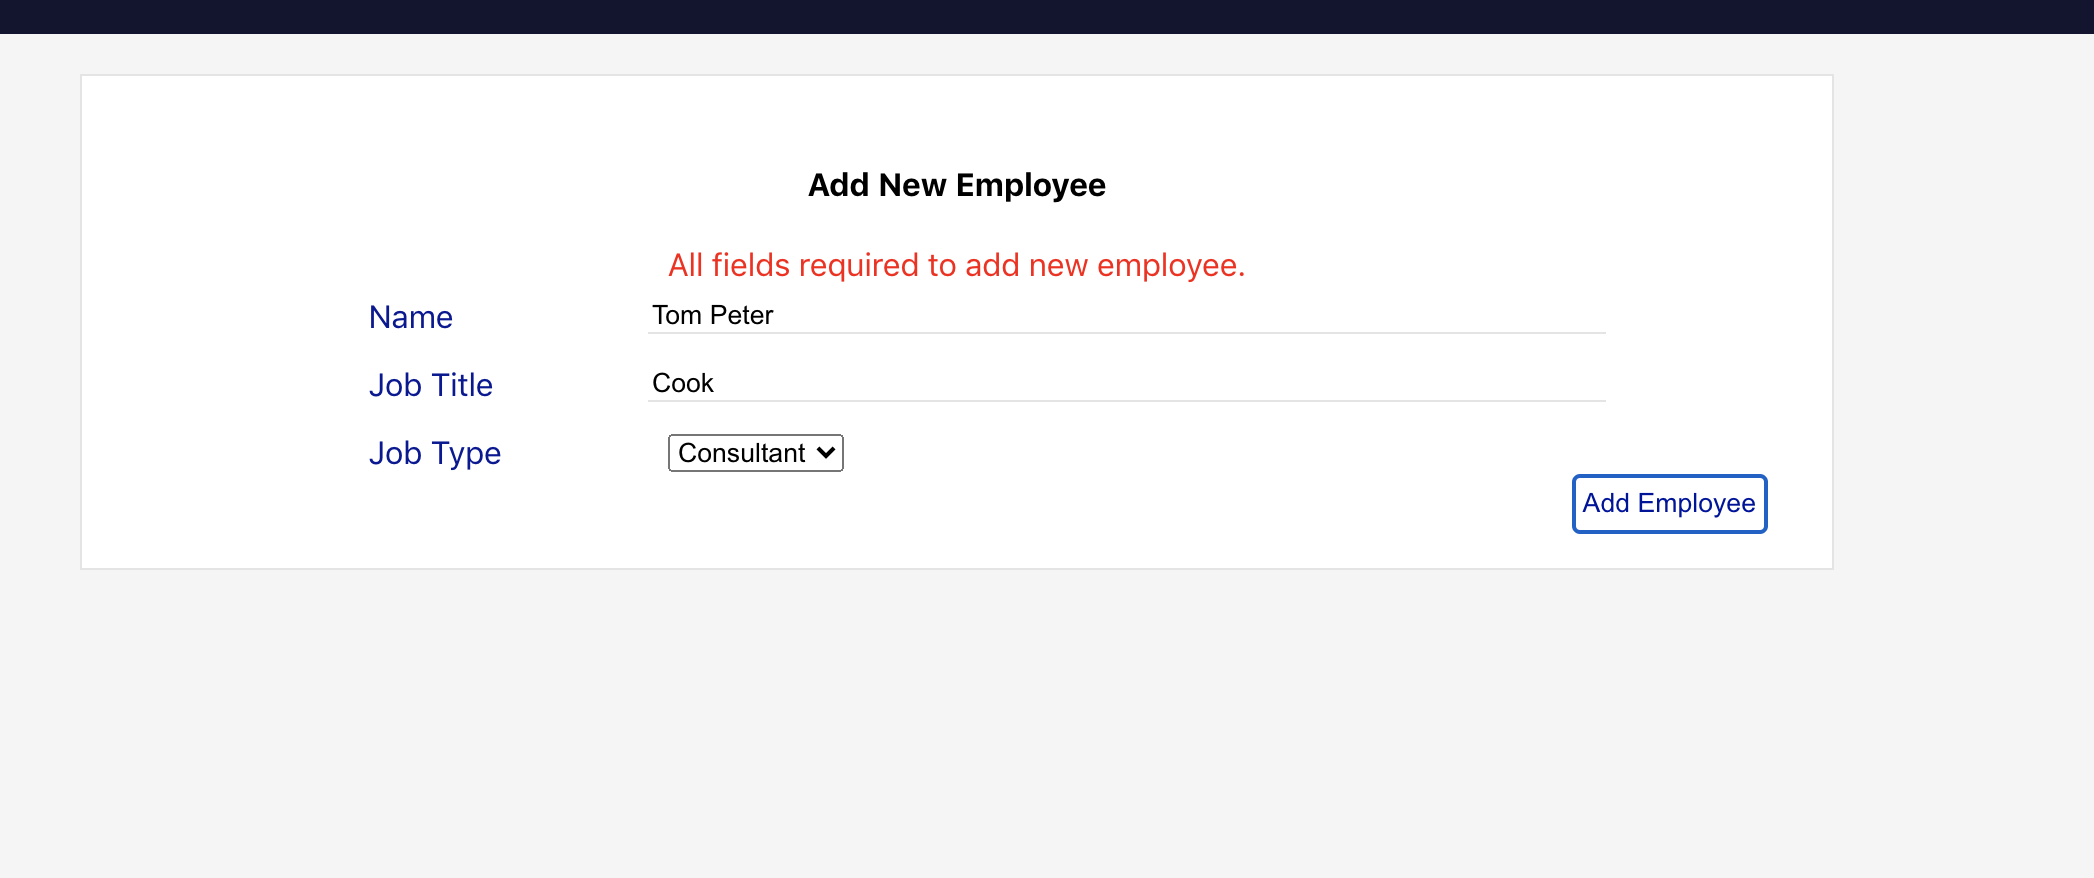 Add New Employee
All fields required to add new employee.
Name Tom Peter
Job Title Cook
Job Type Consultant
Add Employee